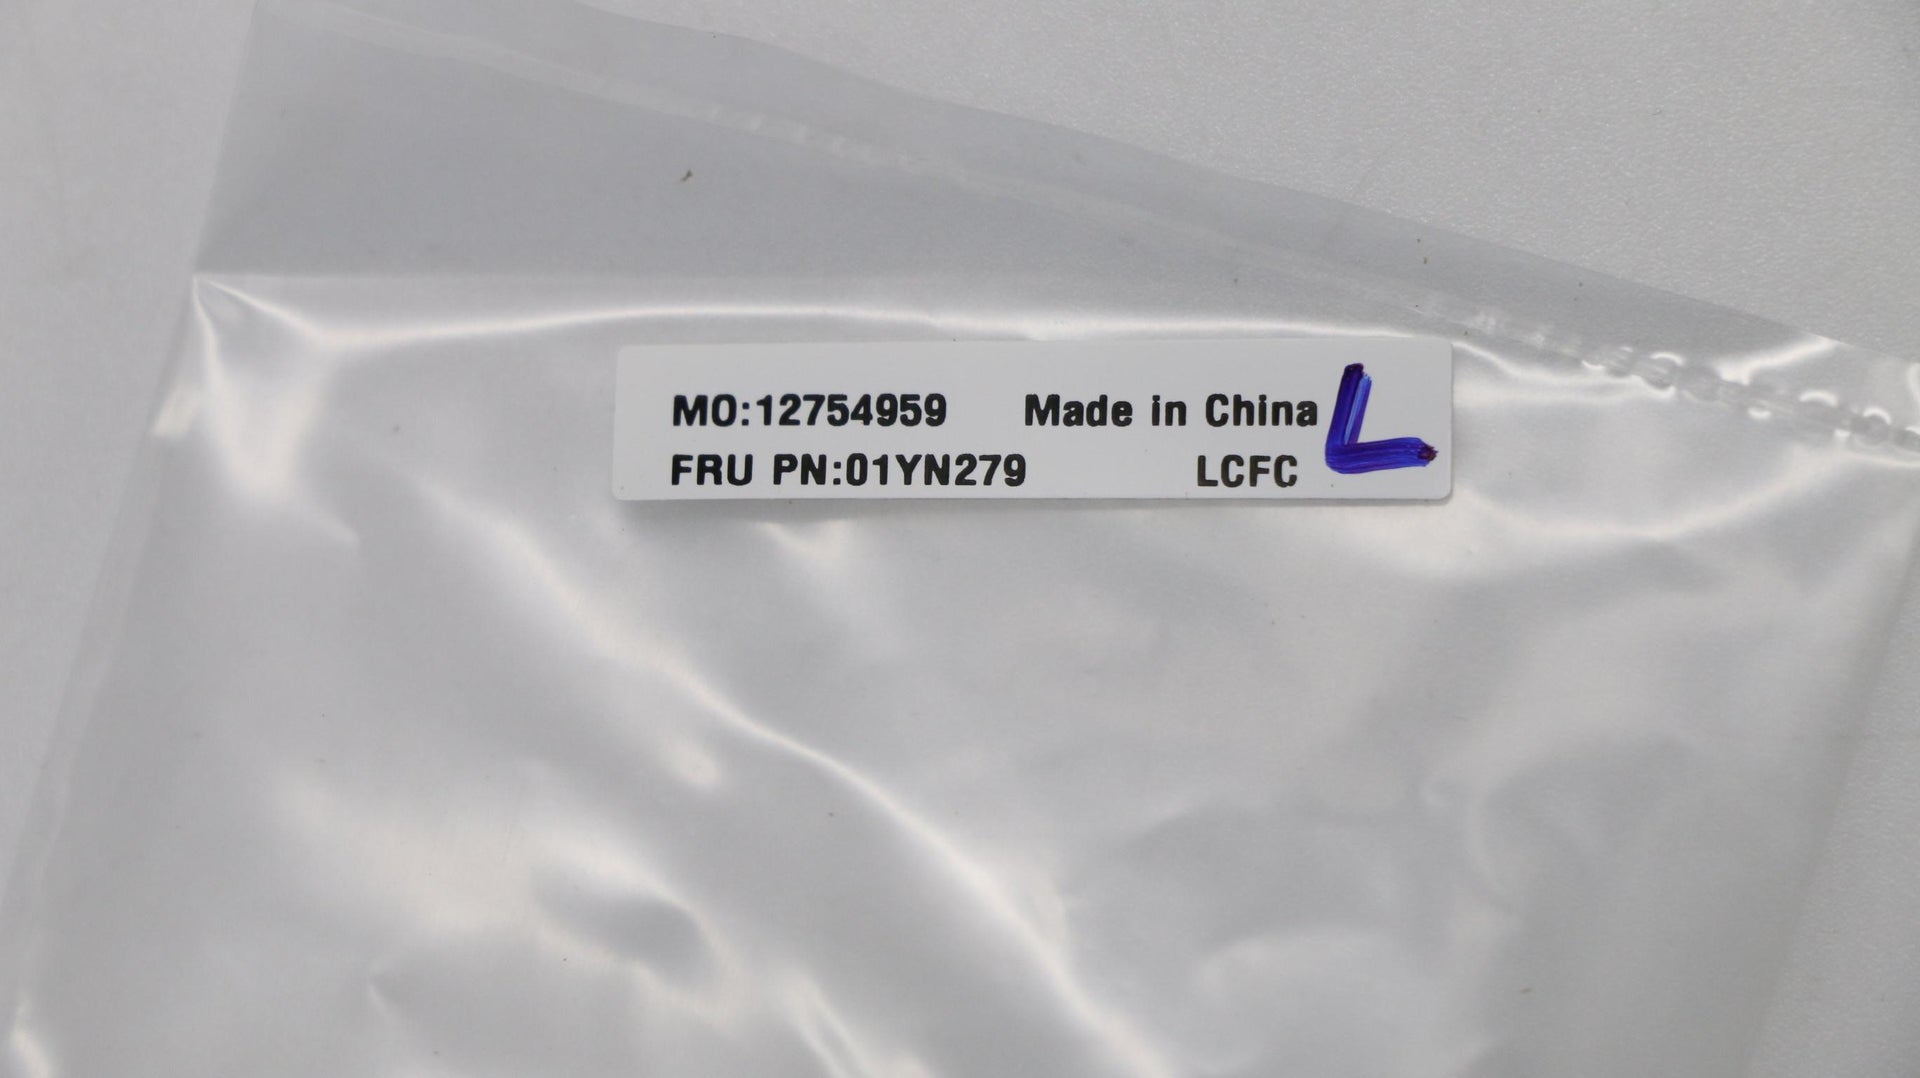 MO:12754959 Made in China L
FRU PN:01YN279 LCFC